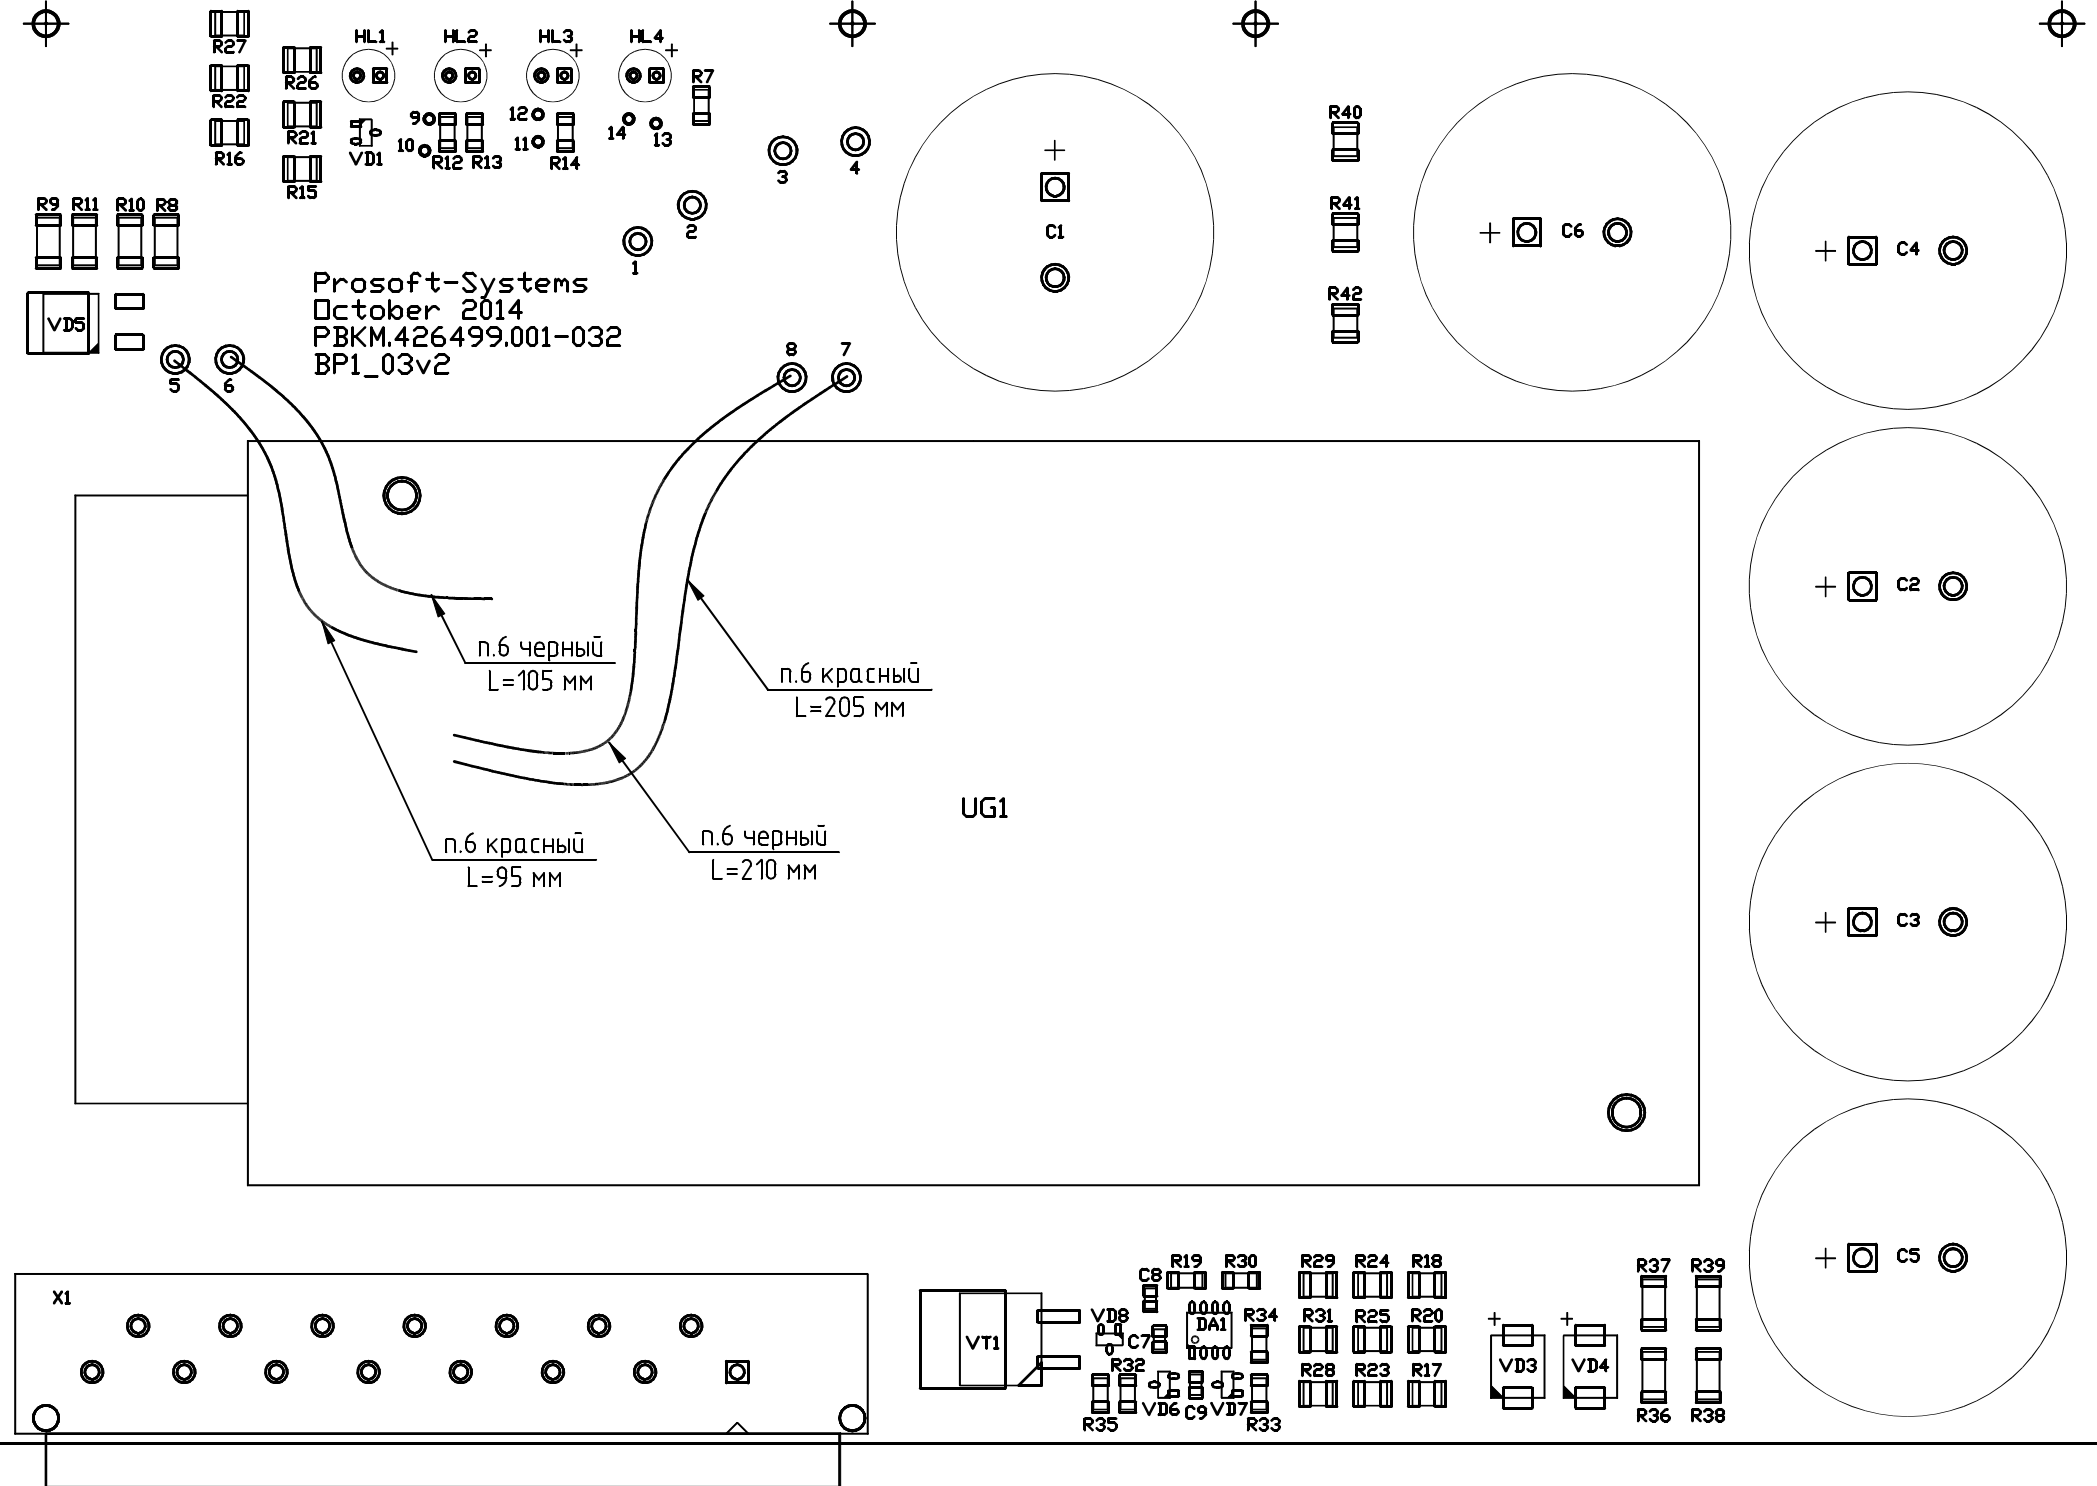 R27
HL1 + HL2 + HL3 + HL4 +
R26
R7
R22
R21
R16
VD1
R15
9
10
R12
R13
12
11
R14
14
13
R40
3
4
+
C1
R9 R11 R10 R8
2
1
R41
+ C6
+ C4
Prosoft-Systems
October 2014
PBKM.426499.001-032
BP1_03v2
VD5
R42
5
6
8
7
+ C2
п.6 черный
L=105 мм
п.6 красный
L=205 мм
UG1
п.6 красный
L=95 мм
п.6 черный
L=210 мм
+ C3
+ C5
X1
VT1
C8
R19
R30
R29
R24
R18
R37
R39
VD8
C7
DA1
R34
R31
R25
R20
+
VD3
+
VD4
R32
R28
R23
R17
R35
VD6
C9
VD7
R33
R36
R38